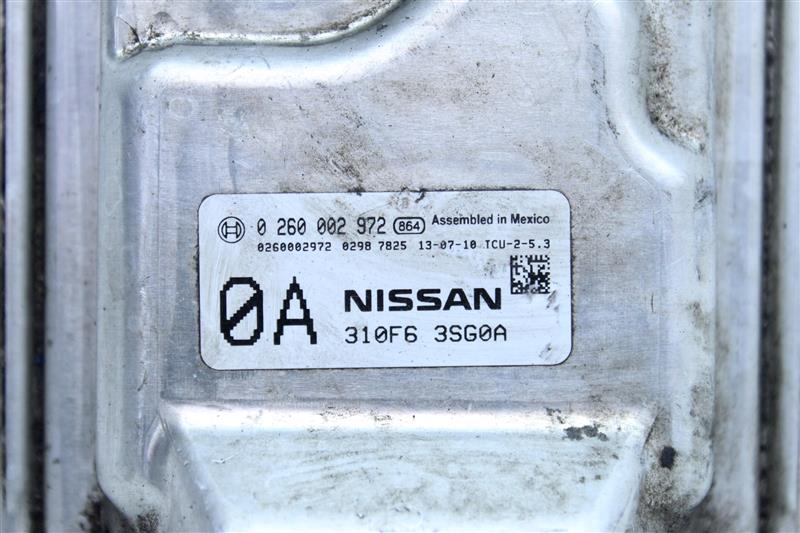 0 260 002 972 864 Assembled in Mexico
0260002972 0298 7825 13-07-10 TCU-2-5.3
0A NISSAN
310F6 3SG0A